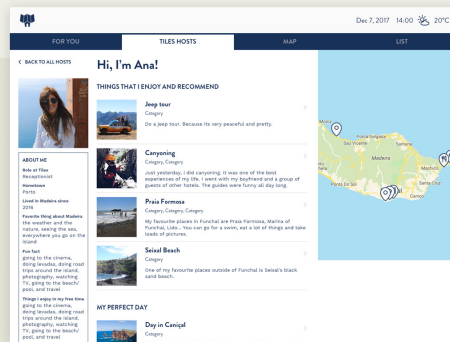 Dec 7, 2017 14:00 20°C
FOR YOU
TILES HOSTS
MAP
LIST
BACK TO ALL HOSTS
ABOUT ME
Role at Tiles
Receptionist
Hometown
Porto
Lived in Madeira since
2016
Favorite thing about Madeira
the weather and the
nature, seeing the sea,
everywhere you go on the
island
Fun fact
going to the cinema,
doing levadas, doing road
trips around the island,
photography, watching
TV, going to the beach/
pool, and travel
Things I enjoy in my free time
going to the cinema,
doing levadas, doing road
trips around the island,
photography, watching
TV, going to the beach/
pool, and travel
Hi, I'm Ana!
THINGS THAT I ENJOY AND RECOMMEND
Jeep tour
Category
Do a jeep tour. Because its very peaceful and pretty.
Canyoning
Category, Category
Just yesterday, I did canyoning. It was one of the best
experiences of my life. I went with my boyfriend and a group of
guests of other hotels. The guides were funny all day long.
Praia Formosa
Category, Category, Category
My favourite places in Funchal are Praia Formosa, Marina of
Funchal, Lido... You can go for a swim, eat a lot of things and take
loads of pictures.
Seixal Beach
Category
One of my favourite places outside of Funchal is Seixal's black
sand beach.
MY PERFECT DAY
Day in Caniçal
Category
Ponta Delgada
São Vicente
Santana
Madeira
Ponta Do Sol
Santa Cruz